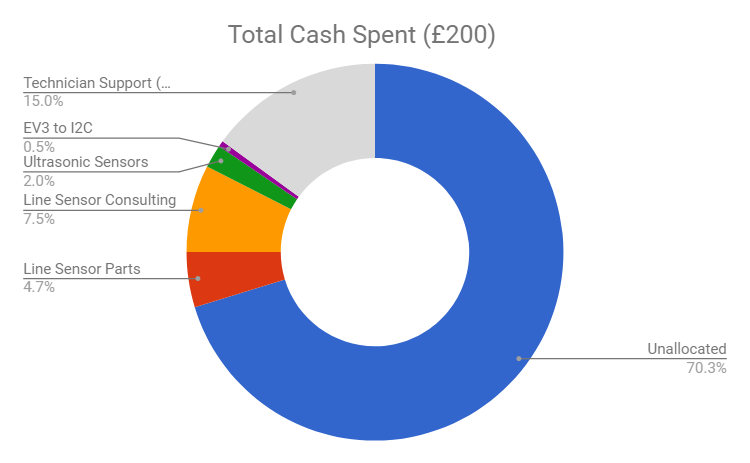 Total Cash Spent (£200)
Technician Support (...
15.0%
EV3 to I2C
0.5%
Ultrasonic Sensors
2.0%
Line Sensor Consulting
7.5%
Line Sensor Parts
4.7%
Unallocated
70.3%